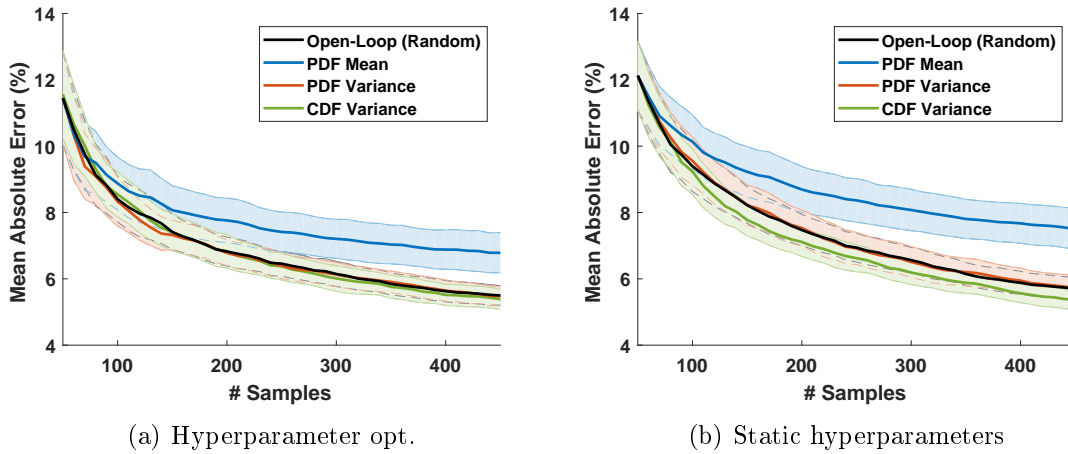 14
12
10
8
6
4
100
200
300
400
Mean Absolute Error (%)
# Samples
Open-Loop (Random)
PDF Mean
PDF Variance
CDF Variance
(a) Hyperparameter opt.
14
12
10
8
6
4
100
200
300
400
Mean Absolute Error (%)
# Samples
Open-Loop (Random)
PDF Mean
PDF Variance
CDF Variance
(b) Static hyperparameters